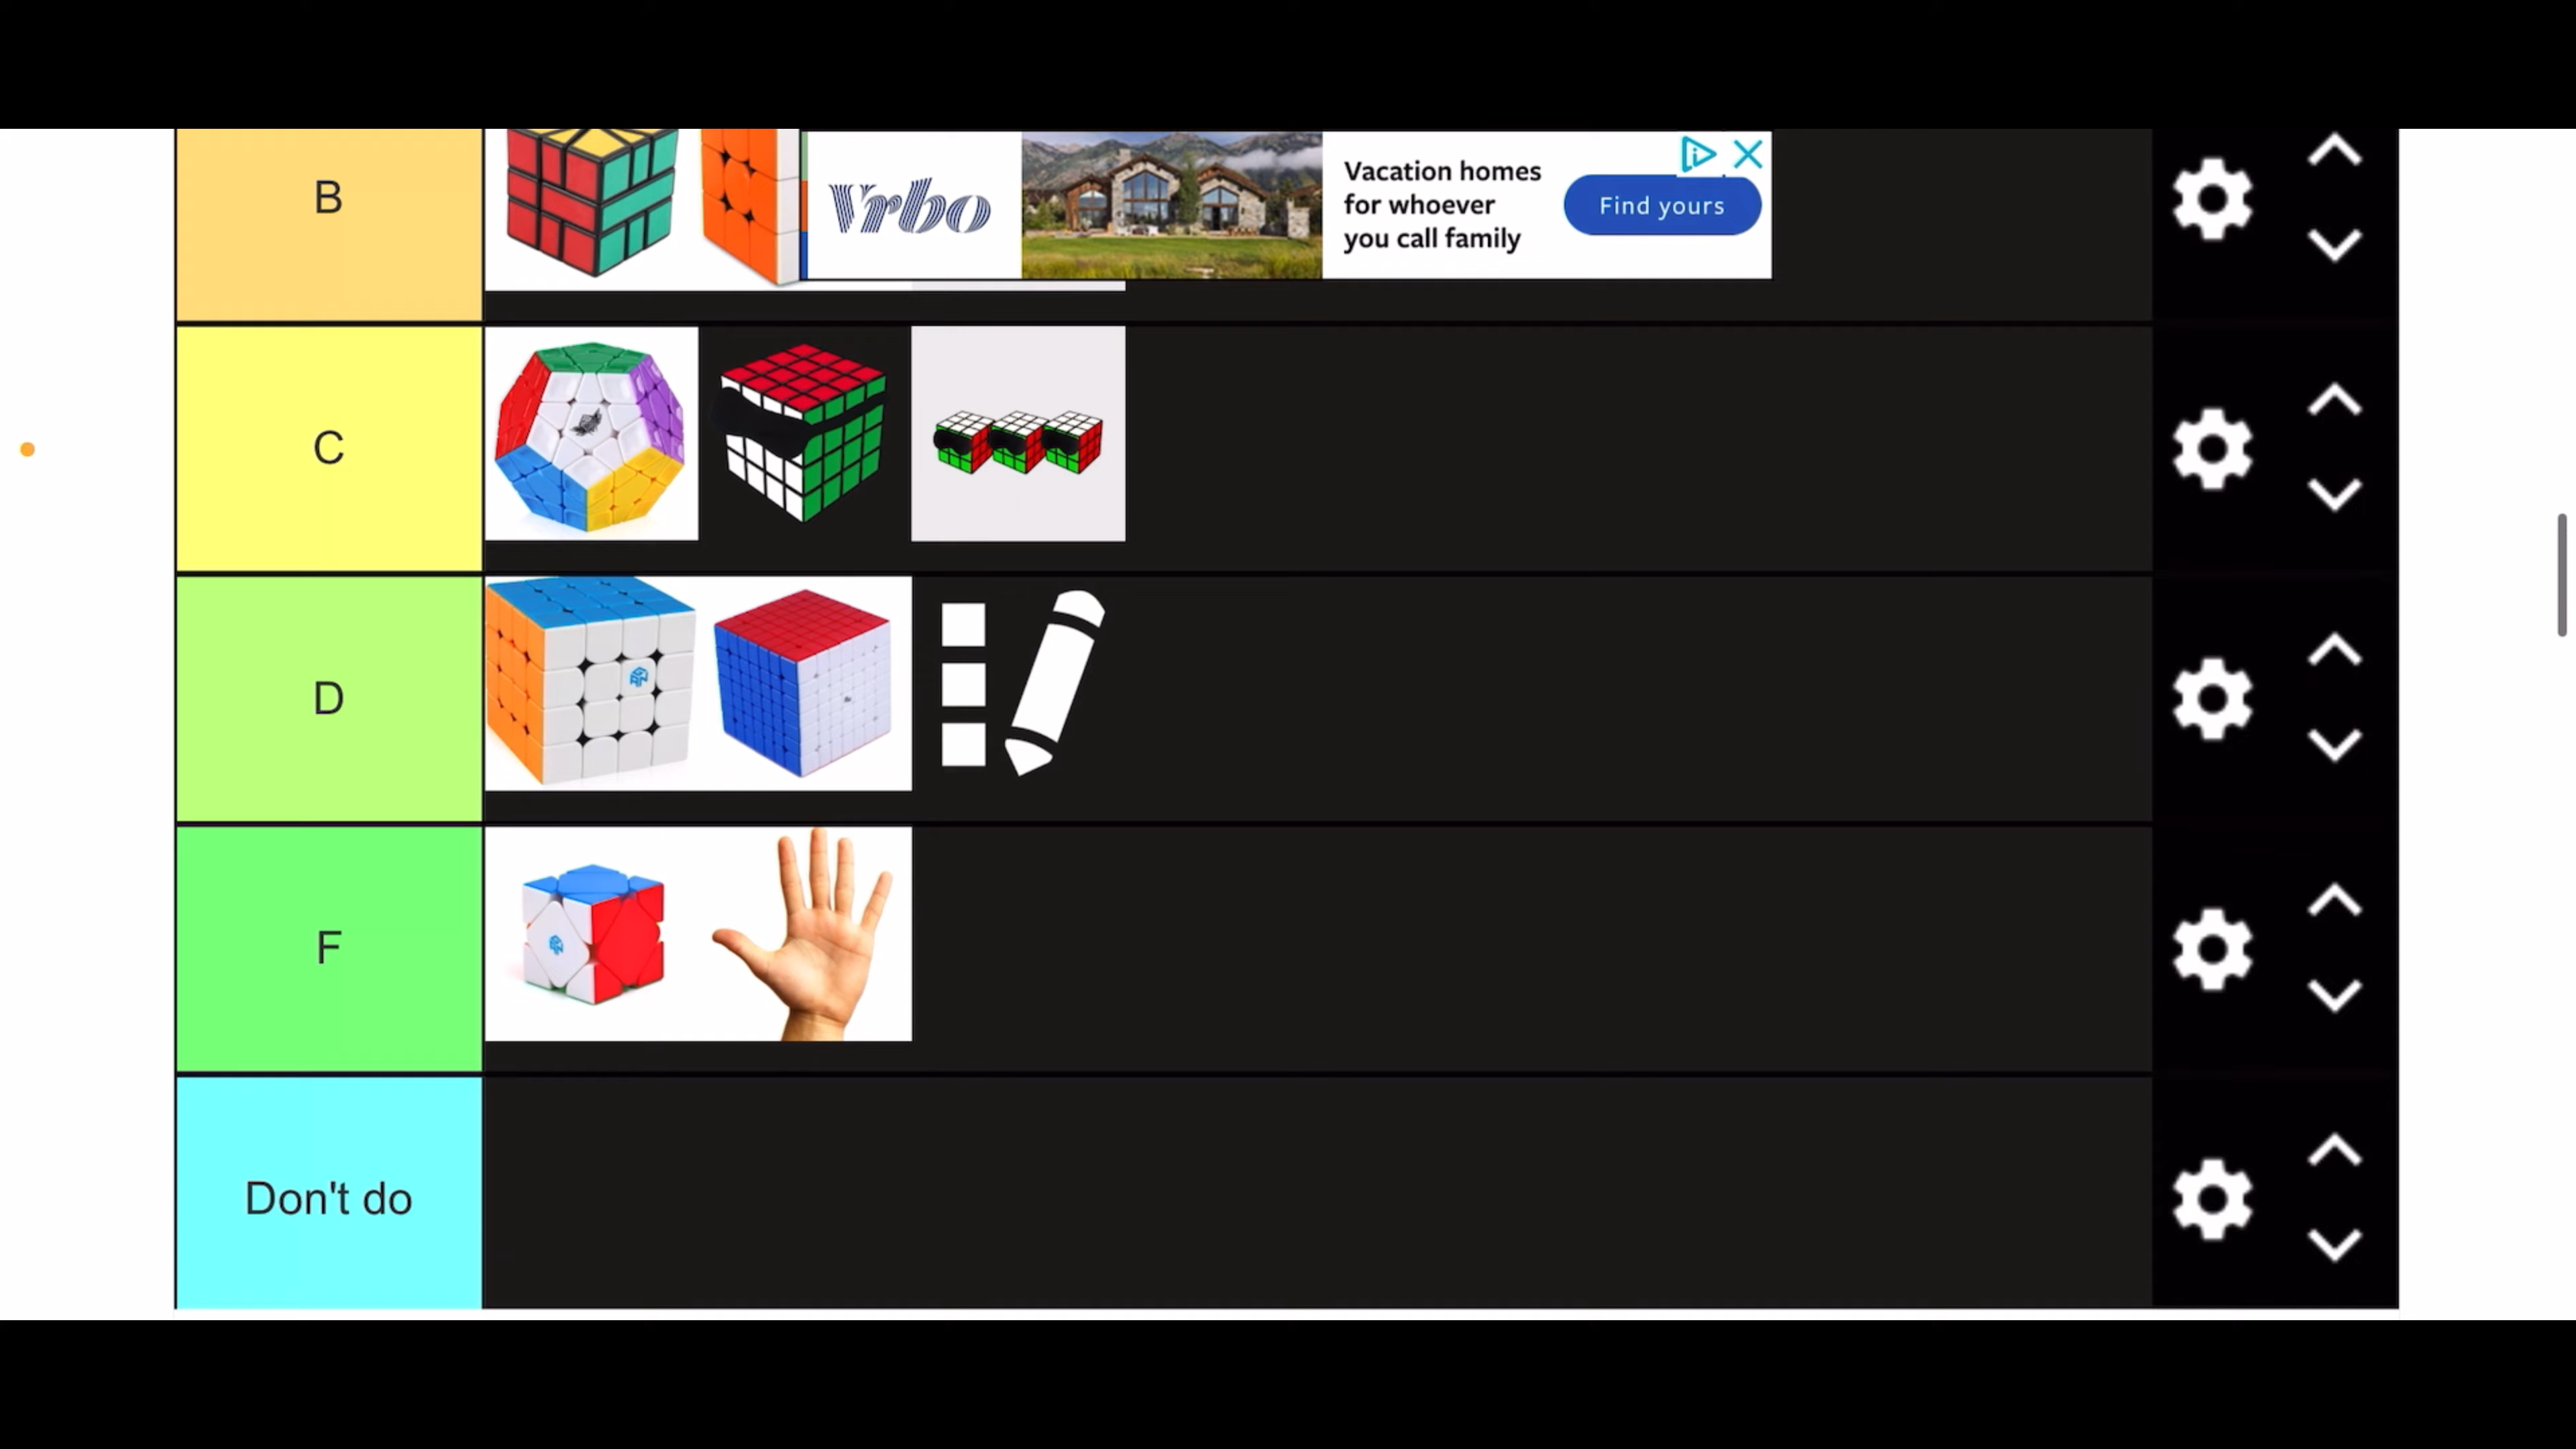 B
Vrbo
Vacation homes
for whoever
you call family
Find yours
C
D
F
Don't do